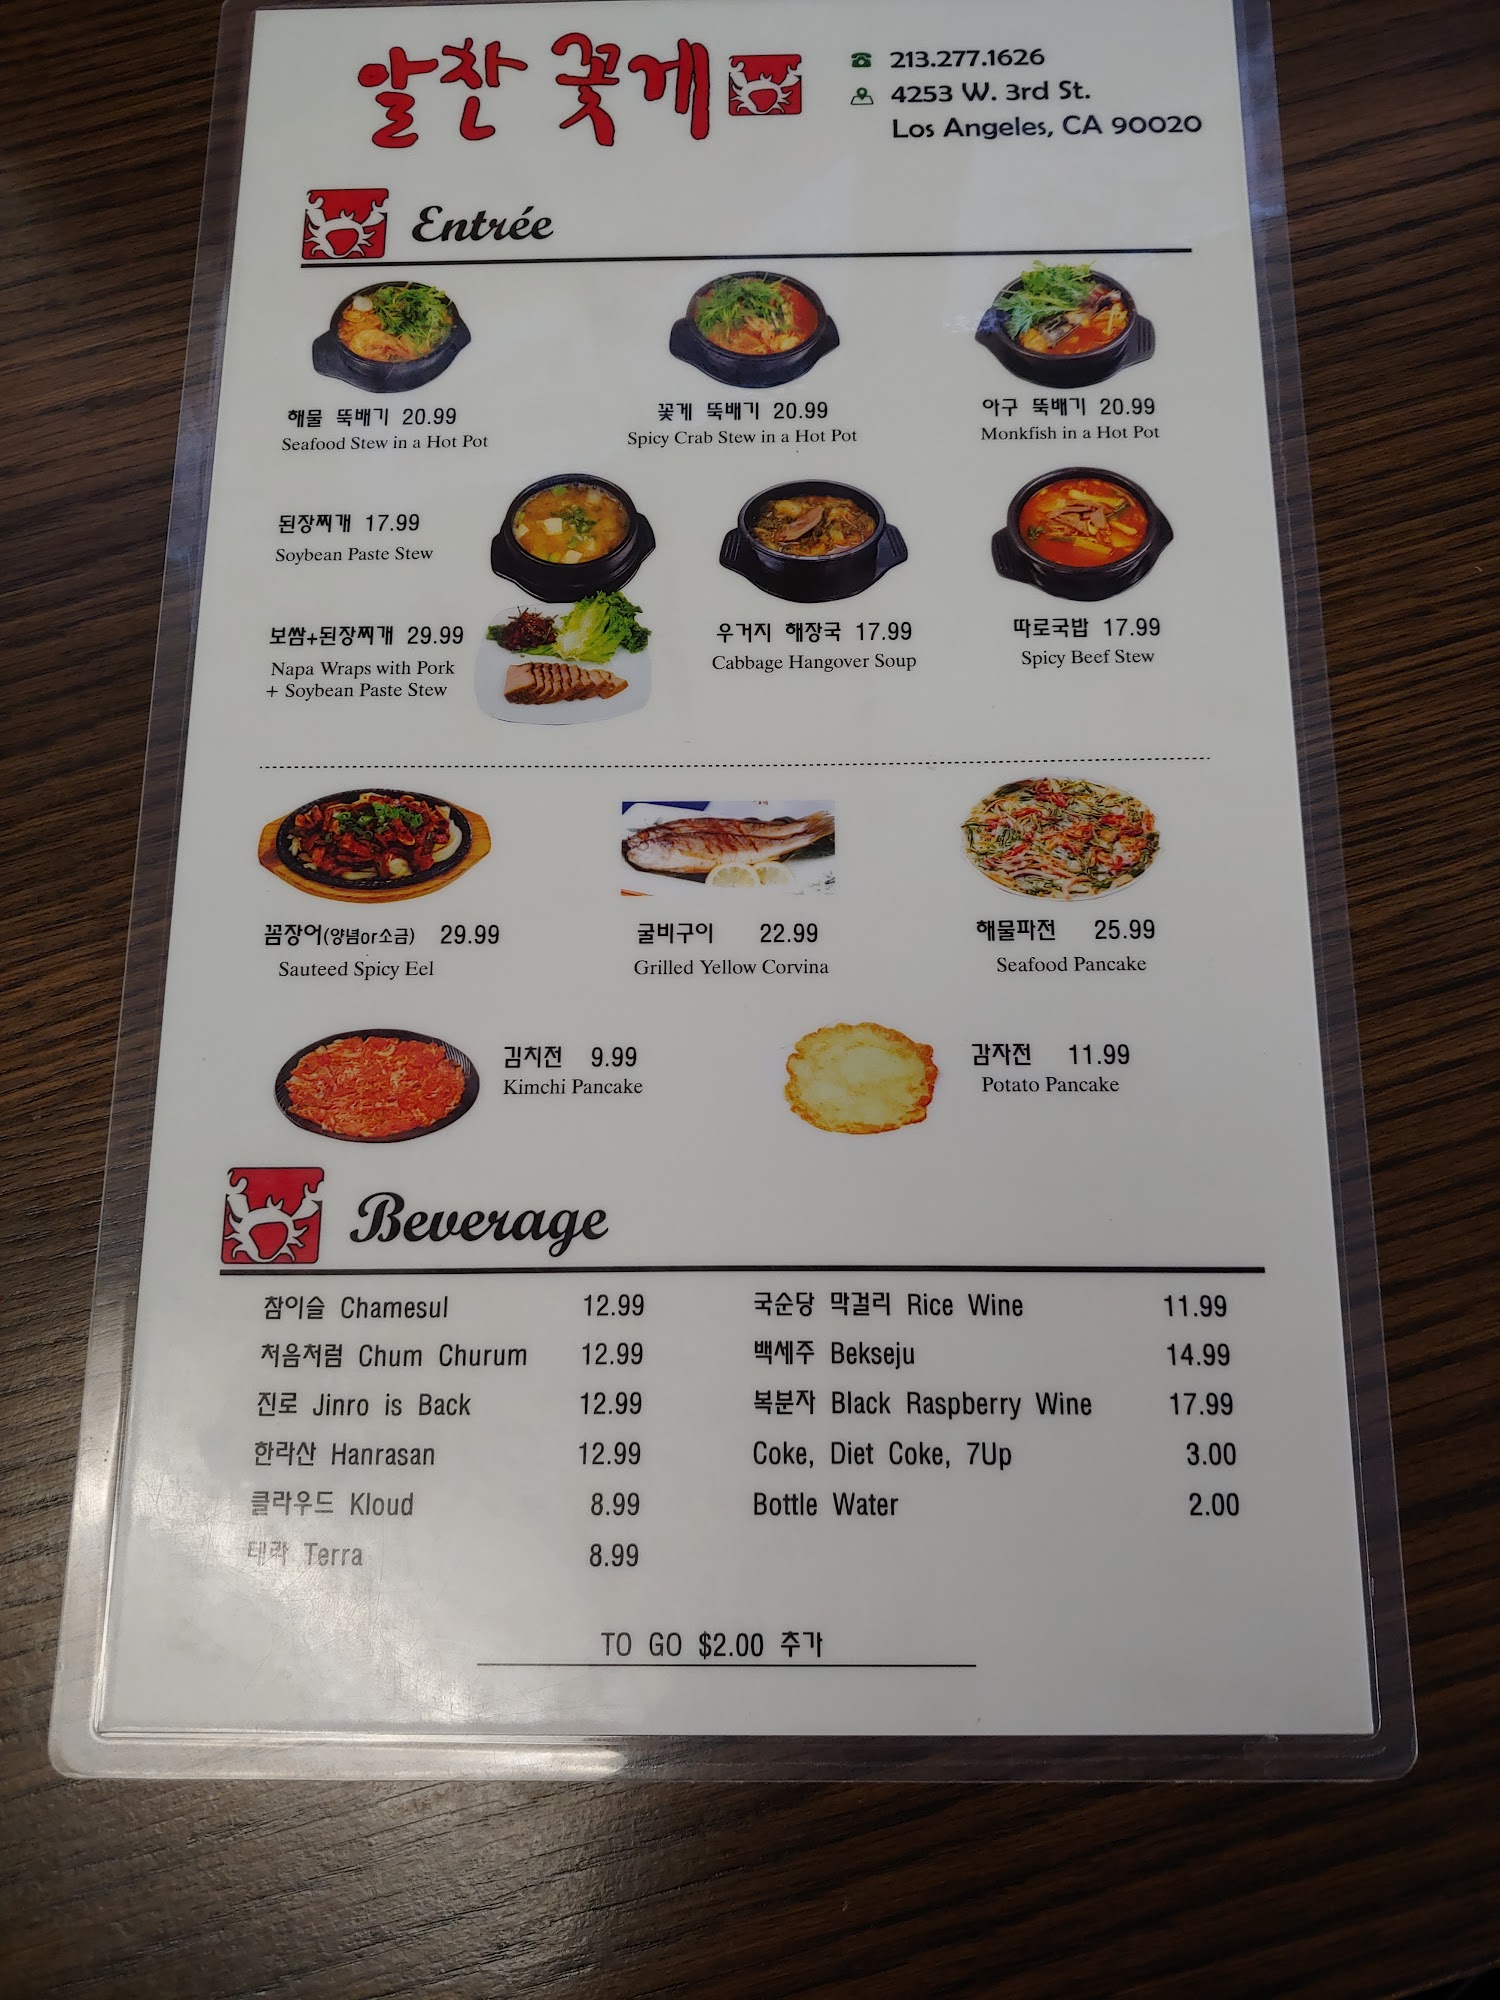 알찬 꽃게
213.277.1626
4253 W. 3rd St.
Los Angeles, CA 90020
Entrée
해물 뚝배기 20.99
Seafood Stew in a Hot Pot
꽃게 뚝배기 20.99
Spicy Crab Stew in a Hot Pot
아구 뚝배기 20.99
Monkfish in a Hot Pot
된장찌개 17.99
Soybean Paste Stew
보쌈+된장찌개 29.99
Napa Wraps with Pork
+ Soybean Paste Stew
우거지 해장국 17.99
Cabbage Hangover Soup
따로국밥 17.99
Spicy Beef Stew
꼼장어(양념or소금) 29.99
Sauteed Spicy Eel
굴비구이 22.99
Grilled Yellow Corvina
해물파전 25.99
Seafood Pancake
김치전 9.99
Kimchi Pancake
감자전 11.99
Potato Pancake
Beverage
참이슬 Chamesul 12.99
처음처럼 Chum Churum 12.99
진로 Jinro is Back 12.99
한라산 Hanrasan 12.99
클라우드 Kloud 8.99
테라 Terra 8.99
국순당 막걸리 Rice Wine 11.99
백세주 Bekseju 14.99
복분자 Black Raspberry Wine 17.99
Coke, Diet Coke, 7Up 3.00
Bottle Water 2.00
TO GO $2.00 추가